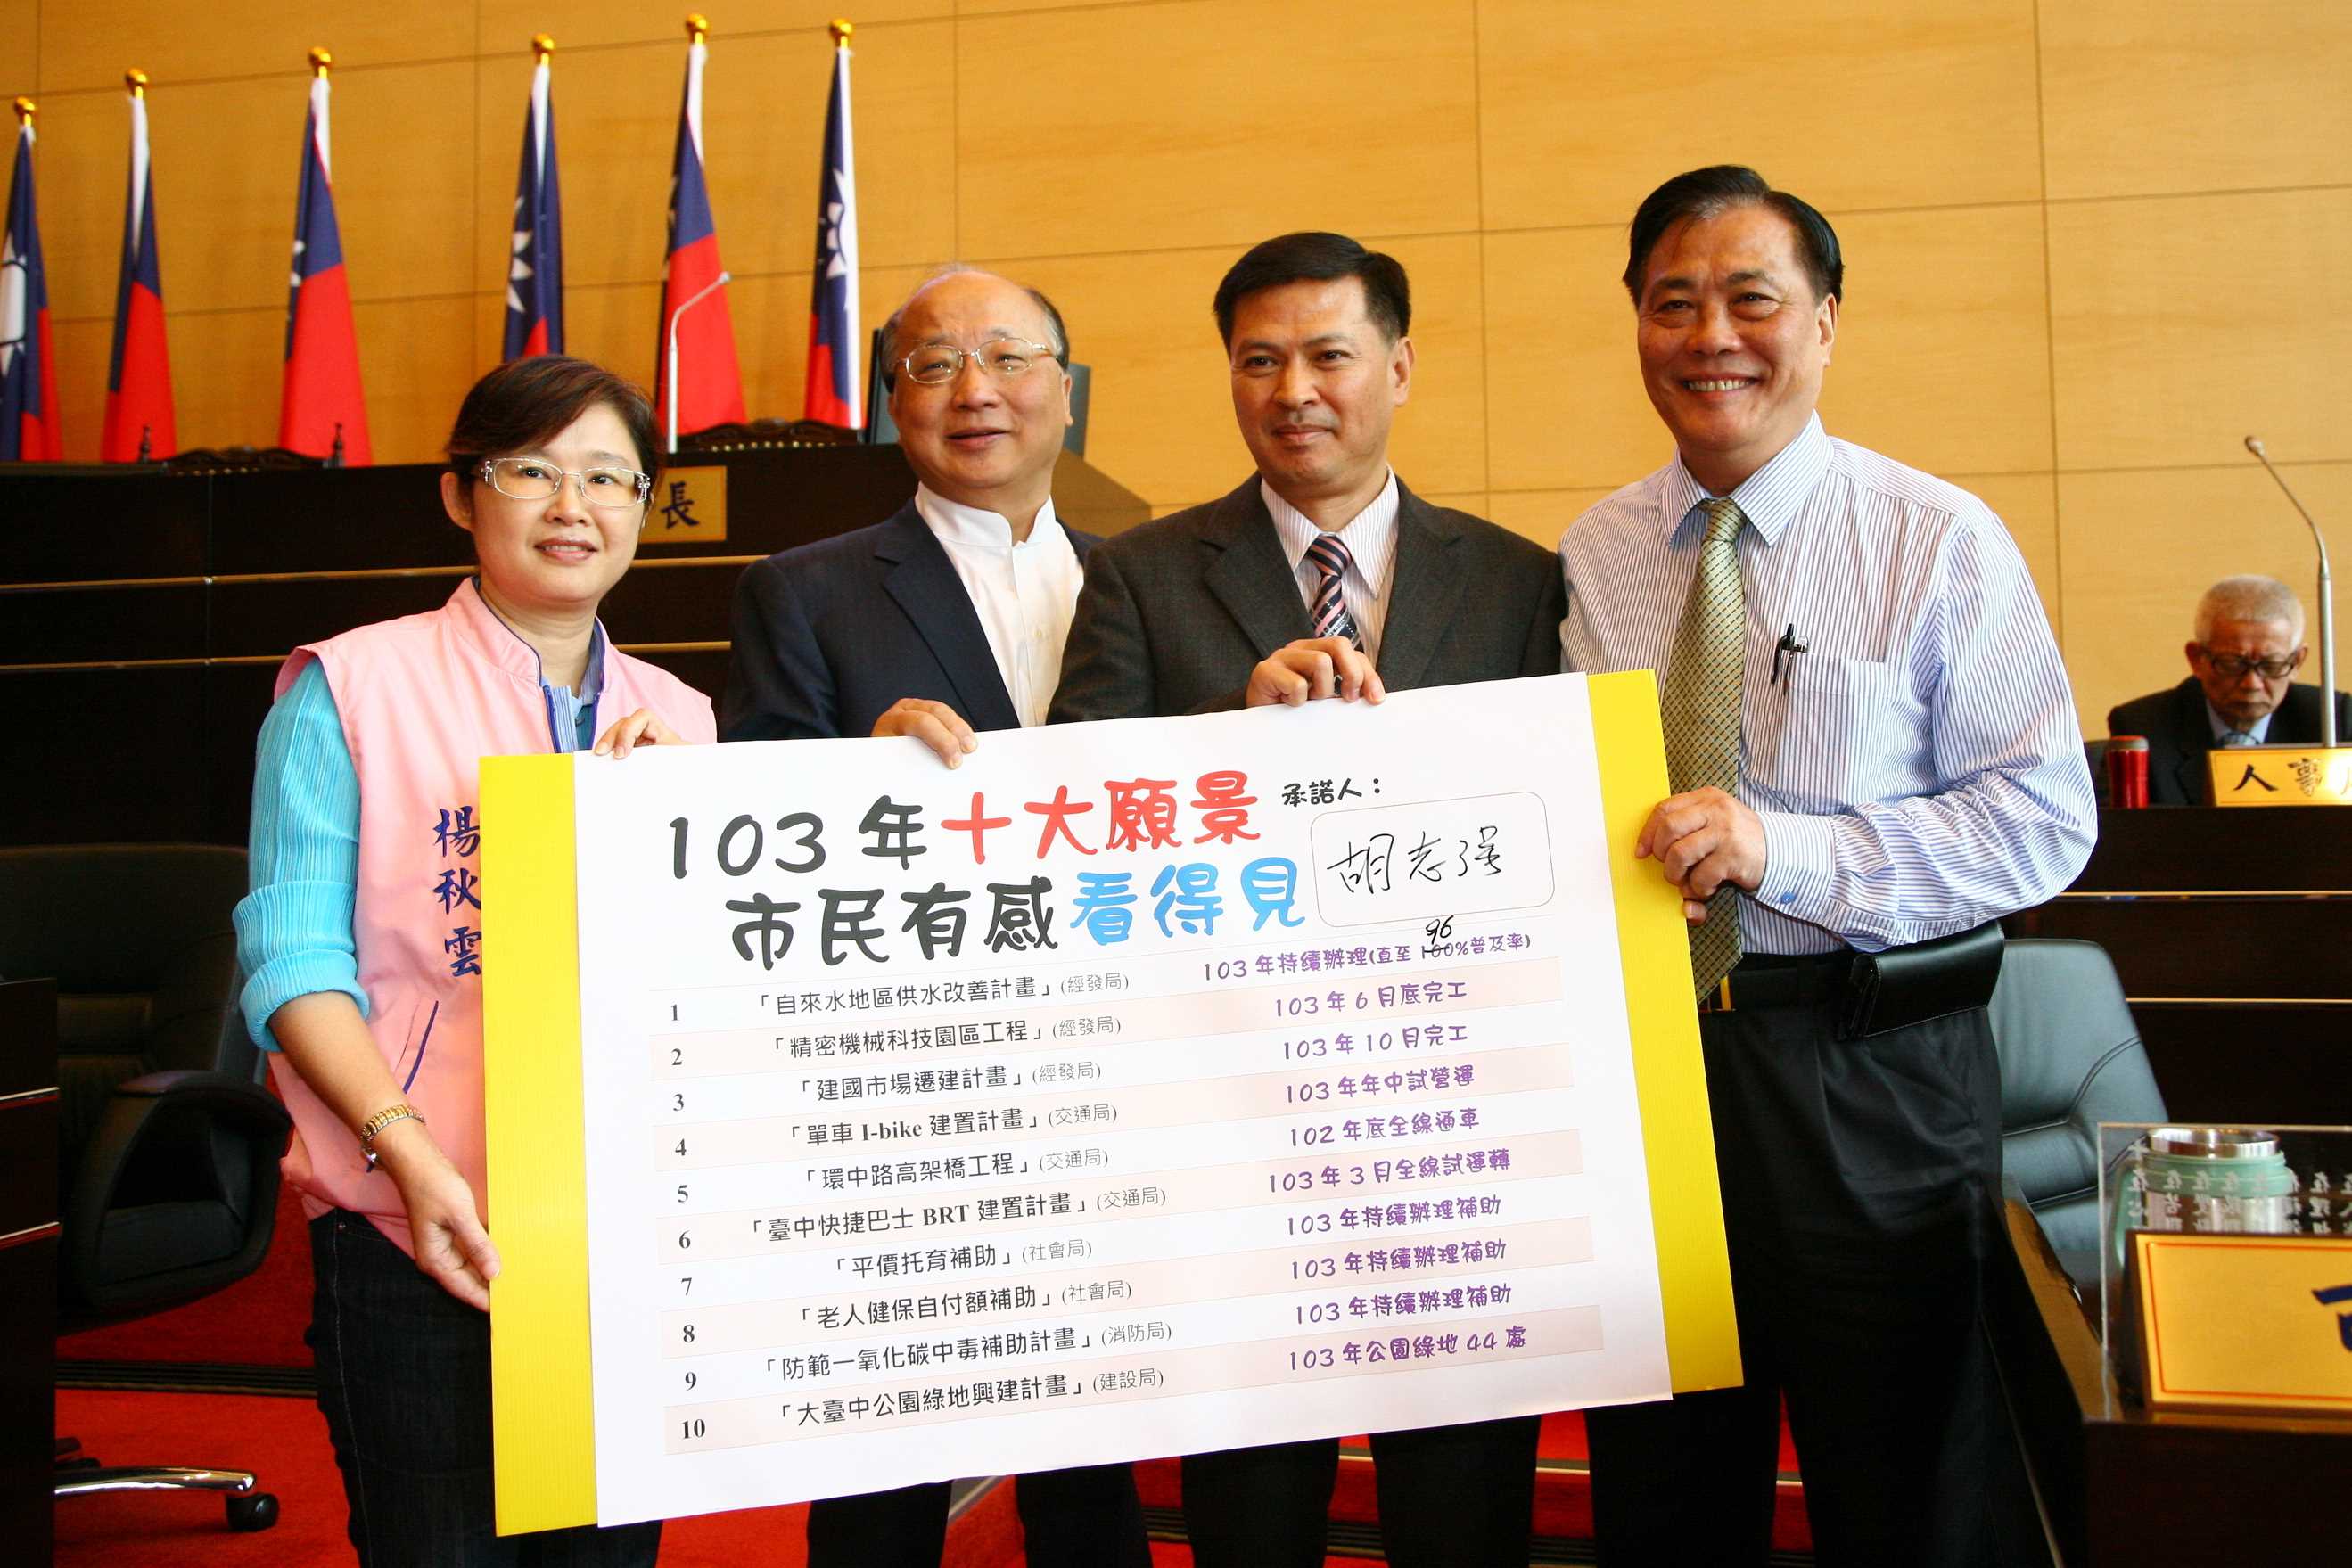 長
楊秋雲
103年十大願景 承諾人：
市民有感看得見 胡志強
1 「自來水地區供水改善計畫」(經發局) 103年持續辦理(直至 96 100%普及率)
2 「精密機械科技園區工程」(經發局) 103年6月底完工
3 「建國市場遷建計畫」(經發局) 103年10月完工
4 「單車 I-bike 建置計畫」(交通局) 103年年中試營運
5 「環中路高架橋工程」(交通局) 102年底全線通車
6 「臺中快捷巴士 BRT 建置計畫」(交通局) 103年3月全線試運轉
7 「平價托育補助」(社會局) 103年持續辦理補助
8 「老人健保自付額補助」(社會局) 103年持續辦理補助
9 「防範一氧化碳中毒補助計畫」(消防局) 103年持續辦理補助
10 「大臺中公園綠地興建計畫」(建設局) 103年公園綠地44處
人事